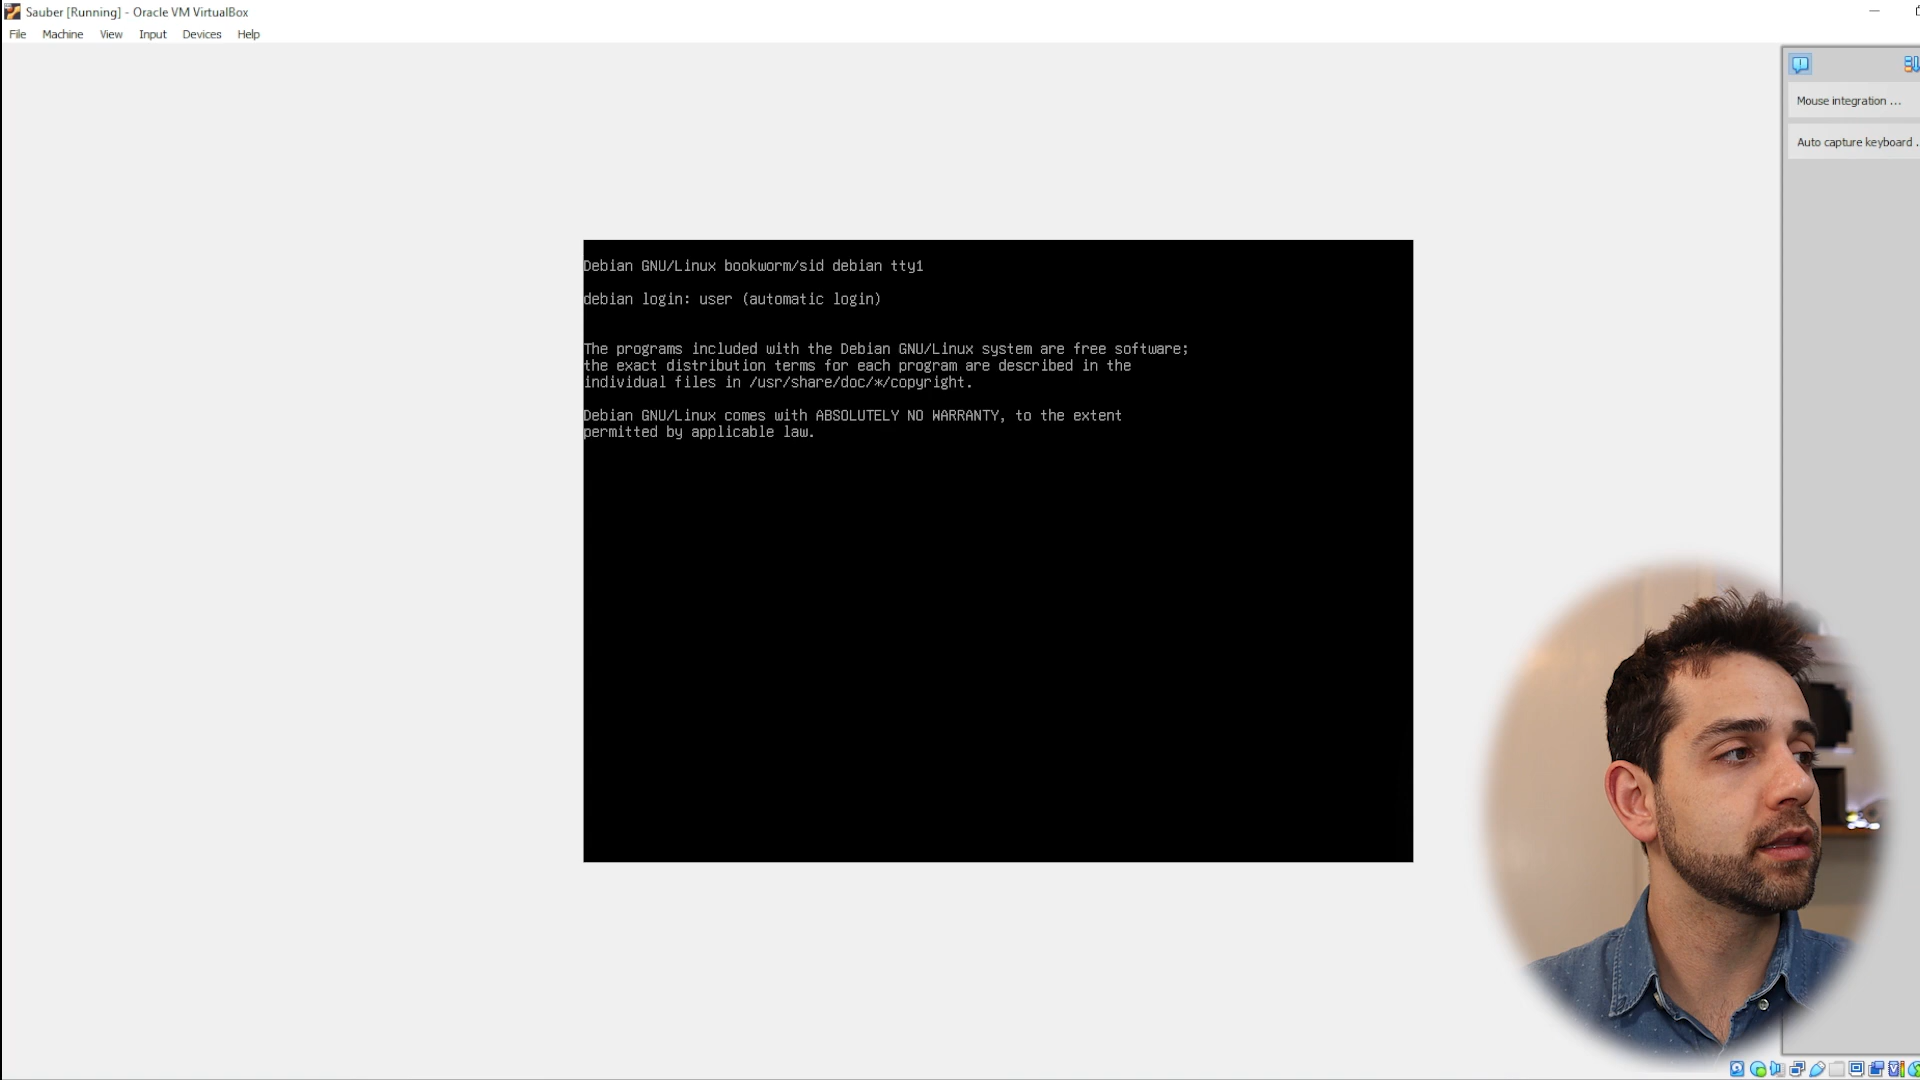 Sauber [Running] - Oracle VM VirtualBox
File Machine View Input Devices Help
Mouse integration ...
Auto capture keyboard .
Debian GNU/Linux bookworm/sid debian tty1
debian login: user (automatic login)
The programs included with the Debian GNU/Linux system are free software;
the exact distribution terms for each program are described in the
individual files in /usr/share/doc/*/copyright.
Debian GNU/Linux comes with ABSOLUTELY NO WARRANTY, to the extent
permitted by applicable law.